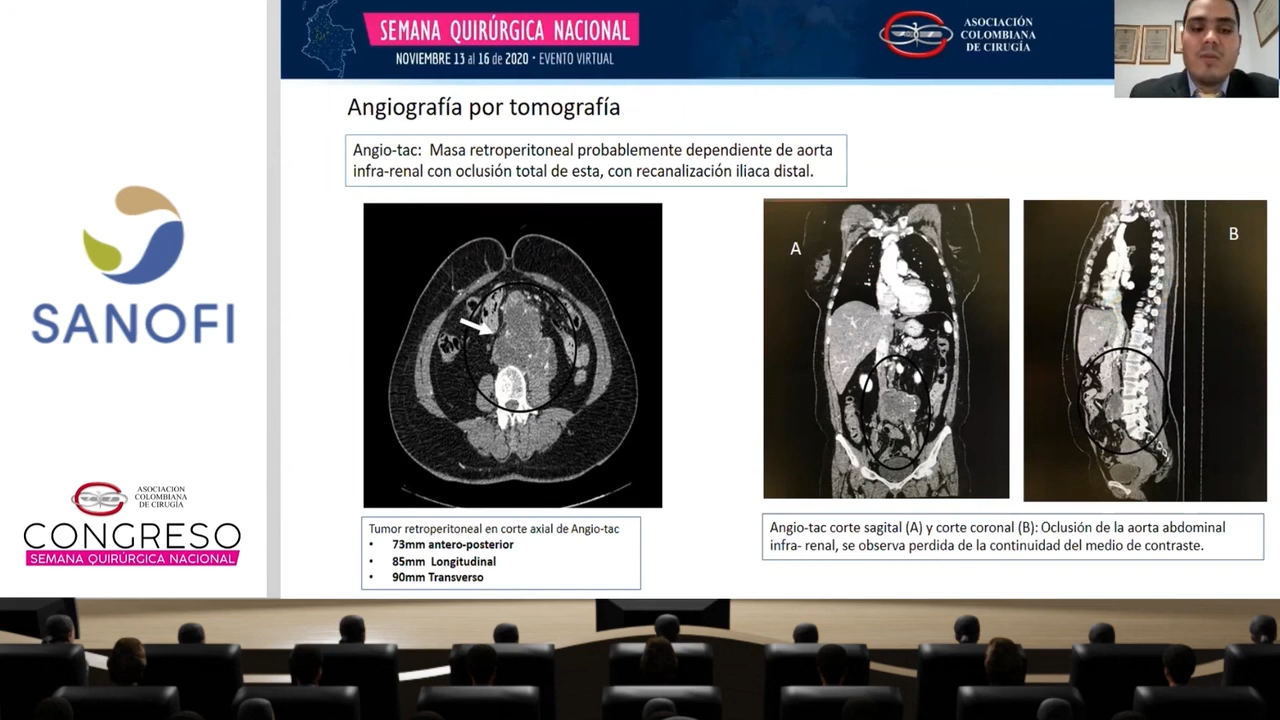 SEMANA QUIRÚRGICA NACIONAL
NOVIEMBRE 13 al 16 de 2020 • EVENTO VIRTUAL
ASOCIACIÓN
COLOMBIANA
DE CIRUGÍA
Angiografía por tomografía
Angio-tac: Masa retroperitoneal probablemente dependiente de aorta
infra-renal con oclusión total de esta, con recanalización iliaca distal.
A
B
Tumor retroperitoneal en corte axial de Angio-tac
• 73mm antero-posterior
• 85mm Longitudinal
• 90mm Transverso
Angio-tac corte sagital (A) y corte coronal (B): Oclusión de la aorta abdominal
infra- renal, se observa perdida de la continuidad del medio de contraste.
SANOFI
ASOCIACION
COLOMBIANA
DE CIRUGÍA
CONGRESO
SEMANA QUIRÚRGICA NACIONAL